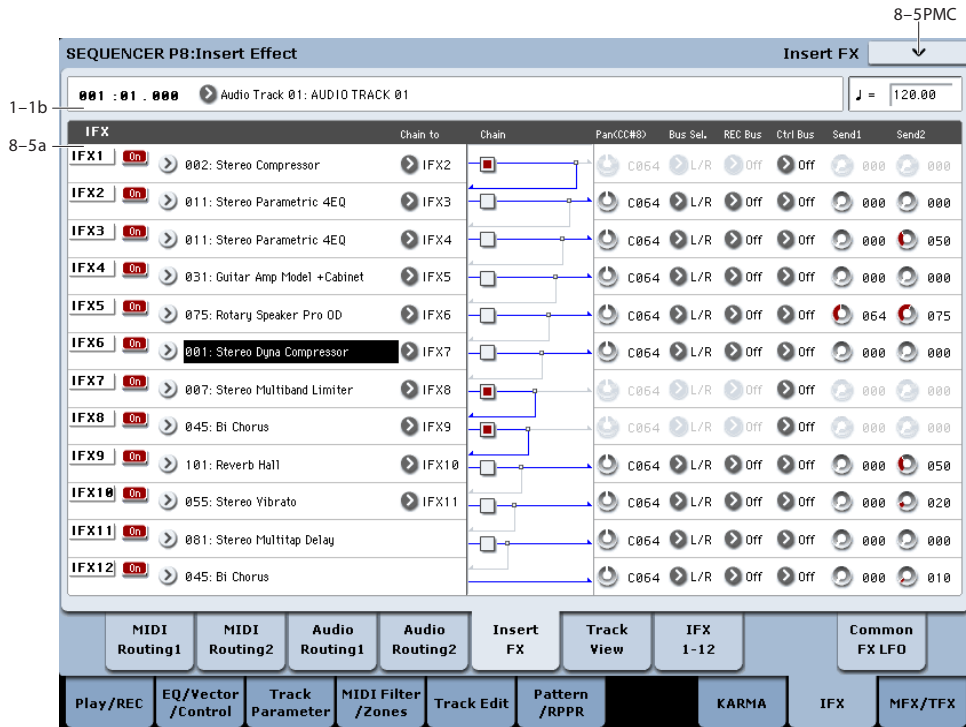 8–5PMC
SEQUENCER P8:Insert Effect Insert FX
1–1b
001 :01 . 000 Audio Track 01: AUDIO TRACK 01 ♩ = 120.00
8–5a
IFX Chain to Chain Pan(CC#8) Bus Sel. REC Bus Ctrl Bus Send1 Send2
IFX1 On 002: Stereo Compressor IFX2 C064 L/R Off Off 000 000
IFX2 On 011: Stereo Parametric 4EQ IFX3 C064 L/R Off Off 000 000
IFX3 On 011: Stereo Parametric 4EQ IFX4 C064 L/R Off Off 000 050
IFX4 On 031: Guitar Amp Model +Cabinet IFX5 C064 L/R Off Off 000 000
IFX5 On 075: Rotary Speaker Pro OD IFX6 C064 L/R Off Off 064 075
IFX6 On 001: Stereo Dyna Compressor IFX7 C064 L/R Off Off 000 000
IFX7 On 007: Stereo Multiband Limiter IFX8 C064 L/R Off Off 000 000
IFX8 On 045: Bi Chorus IFX9 C064 L/R Off Off 000 000
IFX9 On 101: Reverb Hall IFX10 C064 L/R Off Off 000 050
IFX10 On 055: Stereo Vibrato IFX11 C064 L/R Off Off 000 020
IFX11 On 081: Stereo Multitap Delay C064 L/R Off Off 000 000
IFX12 On 045: Bi Chorus C064 L/R Off Off 000 010
MIDI Routing1 MIDI Routing2 Audio Routing1 Audio Routing2 Insert FX Track View IFX 1-12 Common FX LFO
Play/REC EQ/Vector /Control Track Parameter MIDI Filter /Zones Track Edit Pattern /RPPR KARMA IFX MFX/TFX